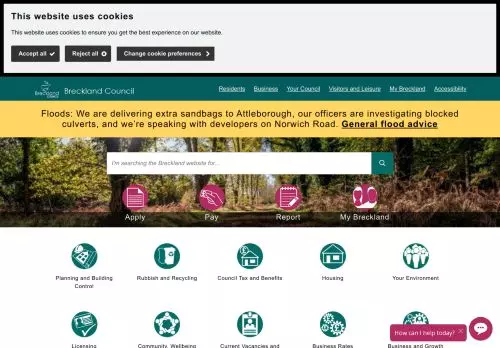 This website uses cookies
This website uses cookies to ensure you get the best experience on our website.
Accept all
Reject all
Change cookie preferences
Breckland
Breckland Council
Residents
Business
Your Council
Visitors and Leisure
My Breckland
Accessibility
Floods: We are delivering extra sandbags to Attleborough, our officers are investigating blocked
culverts, and we're speaking with developers on Norwich Road. General flood advice
I'm searching the Breckland website for...
Apply
Pay
Report
My Breckland
Planning and Building
Control
Rubbish and Recycling
Council Tax and Benefits
Housing
Your Environment
Licensing
Community, Wellbeing
Current Vacancies and
Business Rates
Business and Growth
How can I help today?